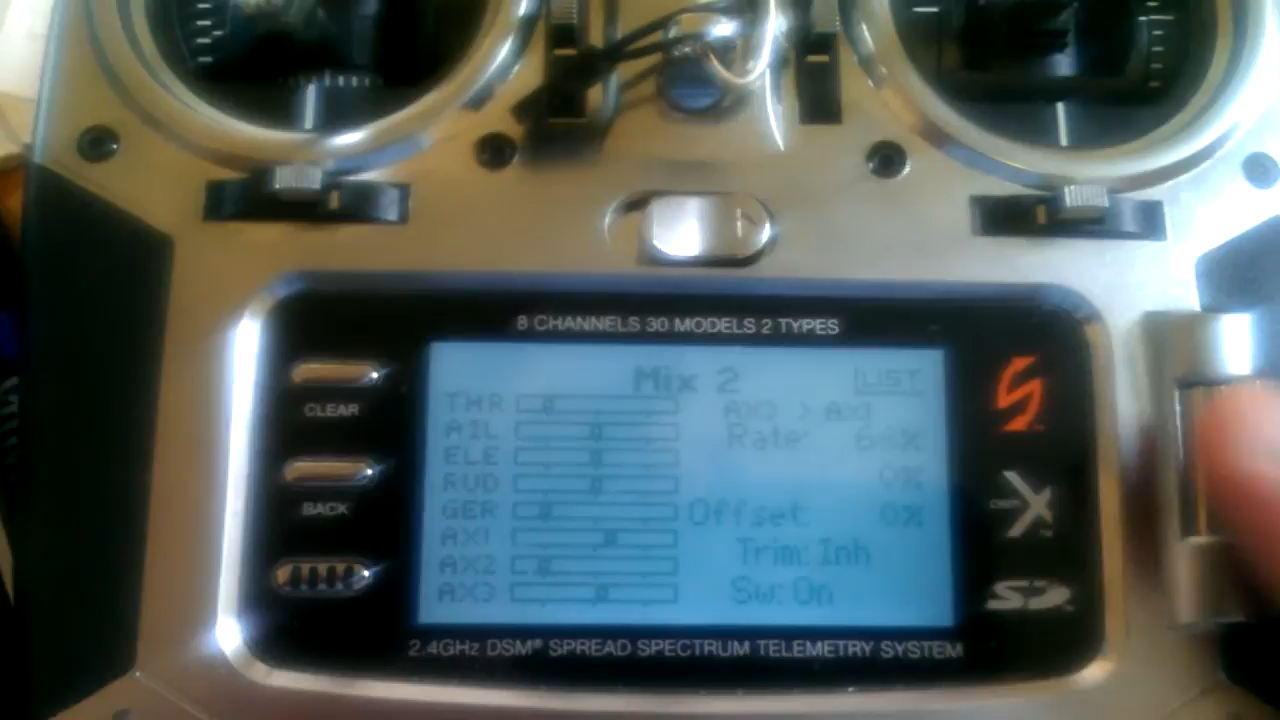 8 CHANNELS 30 MODELS 2 TYPES
Mix 2
LIST
THR
AIL
ELE
RUD
GER
AX1
AX2
AX3
Rate:
0%
Offset: 0%
Trim: Inh
Sw: On
CLEAR
BACK
X
SD
2.4GHz DSM® SPREAD SPECTRUM TELEMETRY SYSTEM